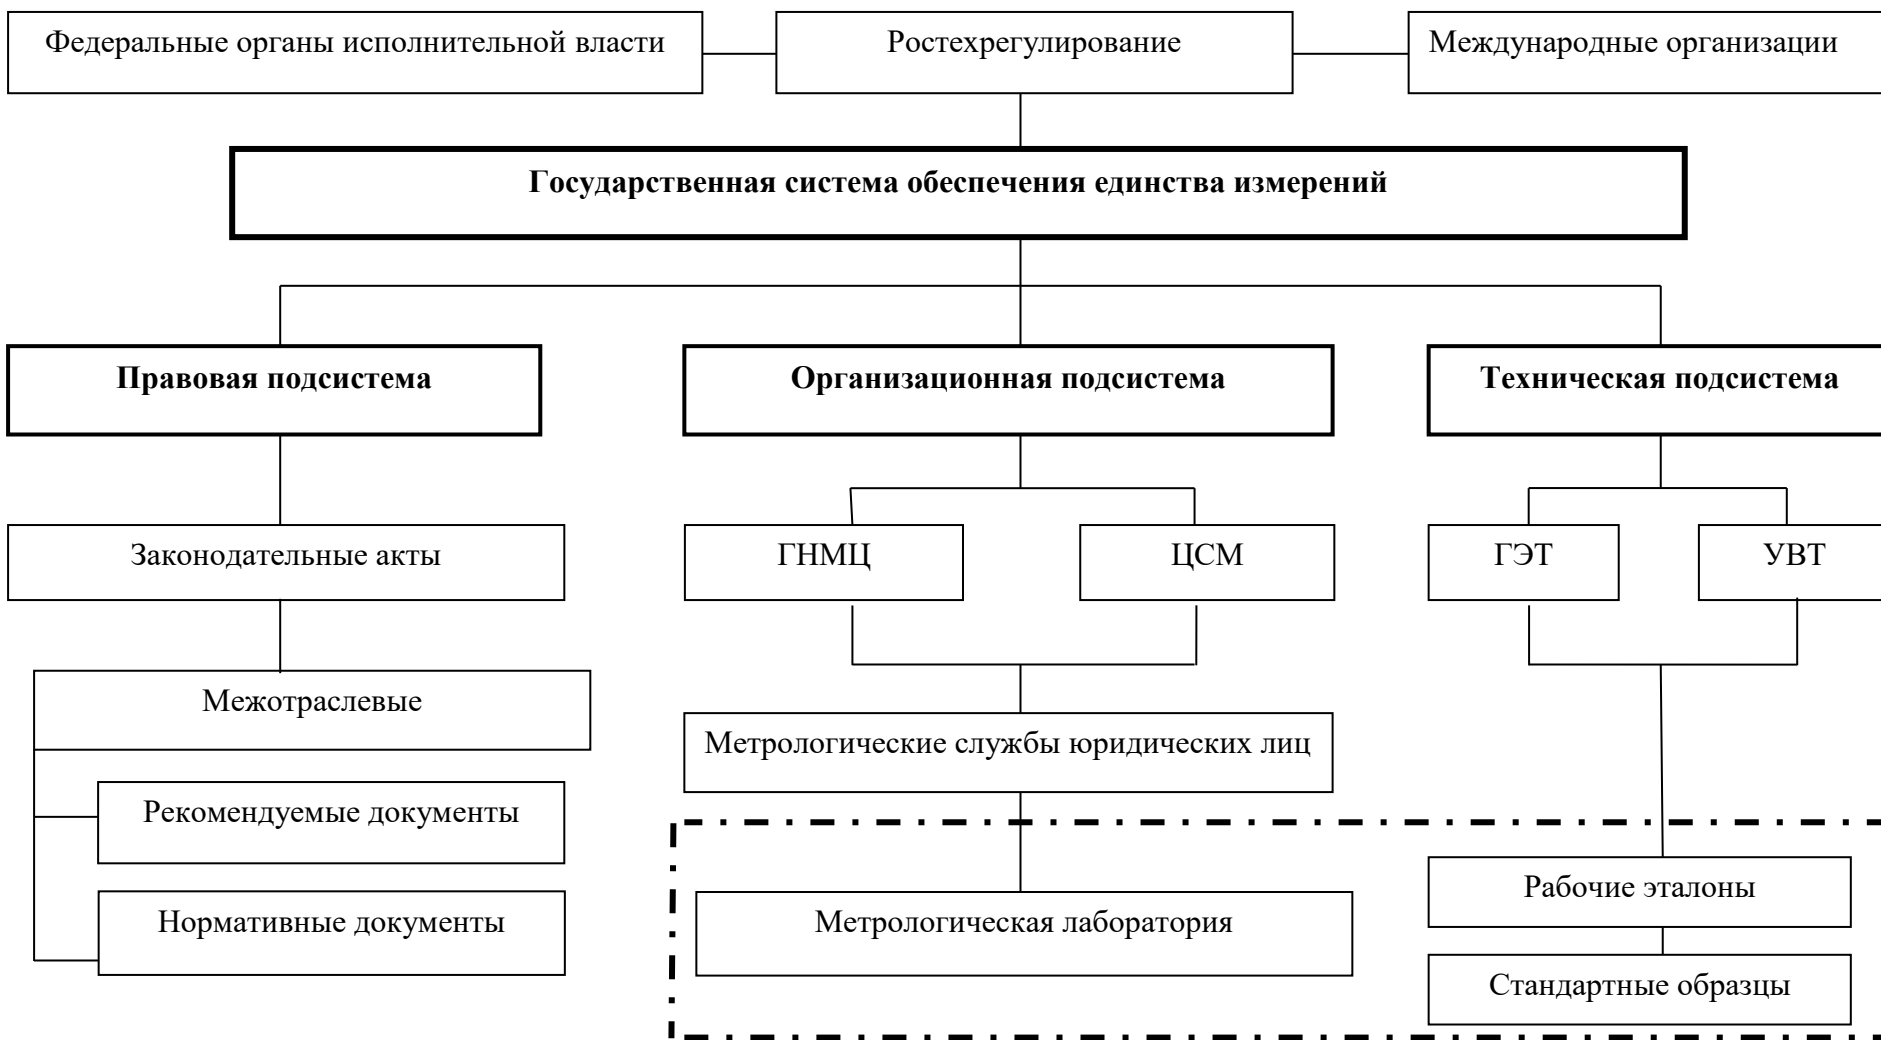 Федеральные органы исполнительной власти
Ростехрегулирование
Международные организации
Государственная система обеспечения единства измерений
Правовая подсистема
Организационная подсистема
Техническая подсистема
Законодательные акты
ГНМЦ
ЦСМ
ГЭТ
УВТ
Межотраслевые
Метрологические службы юридических лиц
Рекомендуемые документы
Рабочие эталоны
Нормативные документы
Метрологическая лаборатория
Стандартные образцы